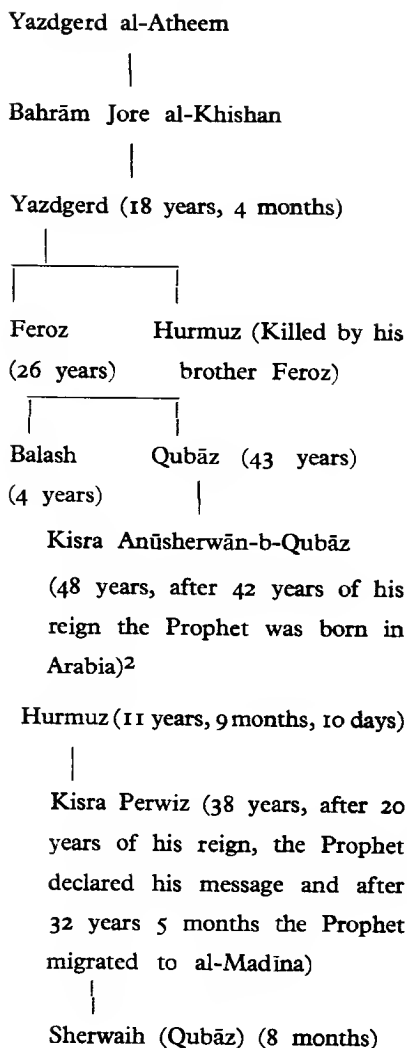 Yazdgerd al-Atheem
Bahrām Jore al-Khishan
Yazdgerd (18 years, 4 months)
Feroz Hurmuz (Killed by his
(26 years) brother Feroz)
Balash Qubāz (43 years)
(4 years)
Kisra Anūsherwān-b-Qubāz
(48 years, after 42 years of his
reign the Prophet was born in
Arabia)²
Hurmuz (11 years, 9 months, 10 days)
Kisra Perwiz (38 years, after 20
years of his reign, the Prophet
declared his message and after
32 years 5 months the Prophet
migrated to al-Madīna)
Sherwaih (Qubāz) (8 months)